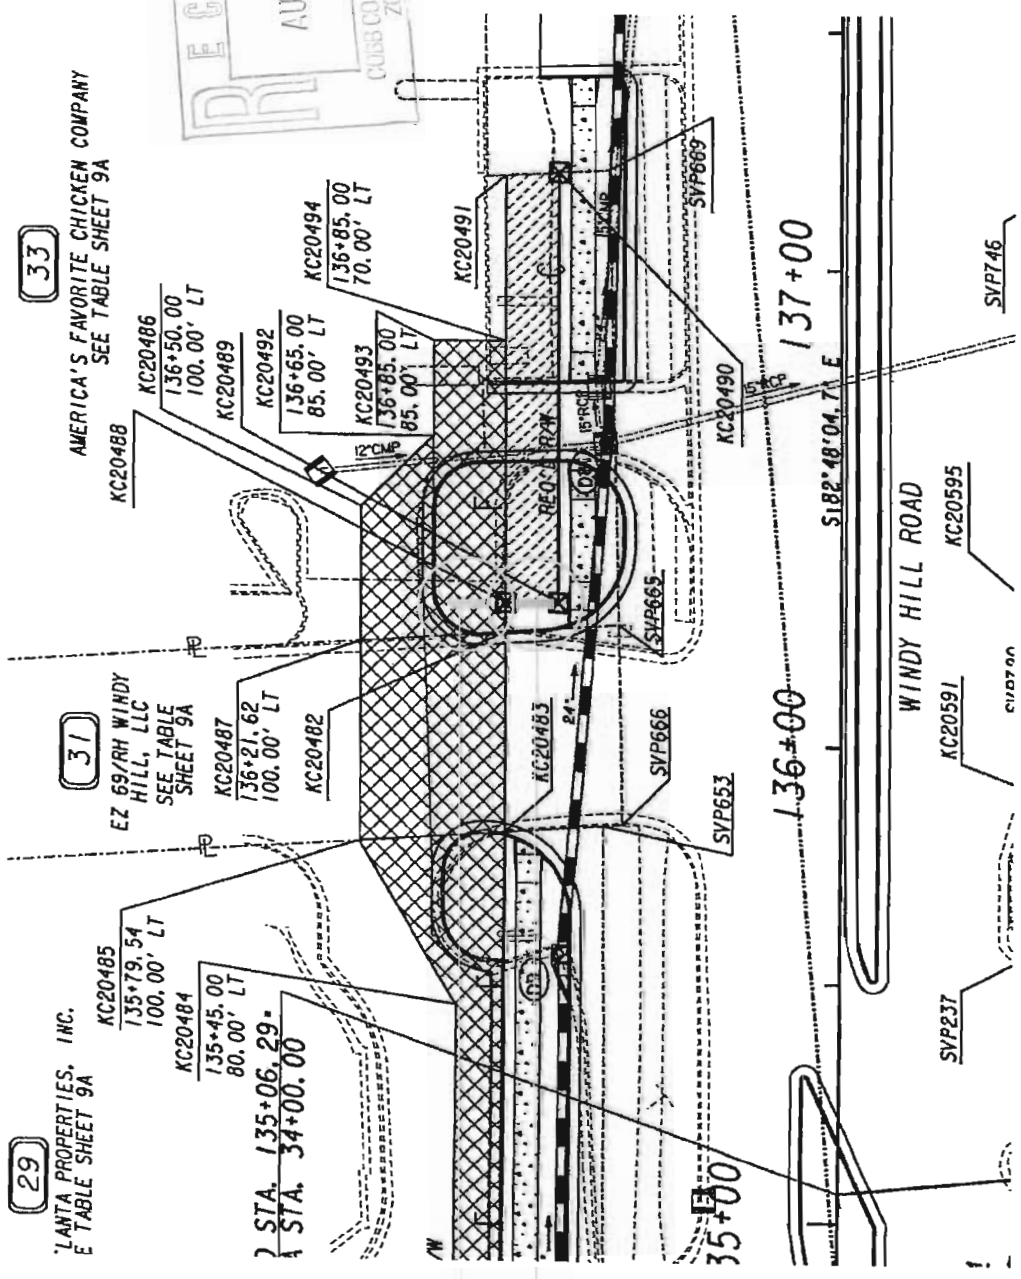 33
AMERICA'S FAVORITE CHICKEN COMPANY
SEE TABLE SHEET 9A
KC20488
KC20486
136+50.00
100.00' LT
KC20489
KC20492
136+65.00
85.00' LT
KC20493
136+85.00
85.00' LT
KC20494
136+85.00
70.00' LT
KC20491
31
EZ 69/RH WINDY
HILL, LLC
SEE TABLE
SHEET 9A
KC20487
136+21.62
100.00' LT
KC20482
12"CMP
REQ R/W
15"RCP
KC20490
15"RCP
SVP669
SVP665
KC20483
24"
SVP666
SVP653
29
LANTA PROPERTIES, INC.
E TABLE SHEET 9A
KC20485
135+79.54
100.00' LT
KC20484
135+45.00
80.00' LT
STA. 135+06.29=
STA. 34+00.00
35+00
136+00
137+00
S182°48'04.7" E
WINDY HILL ROAD
SVP746
KC20595
KC20591
SVP237